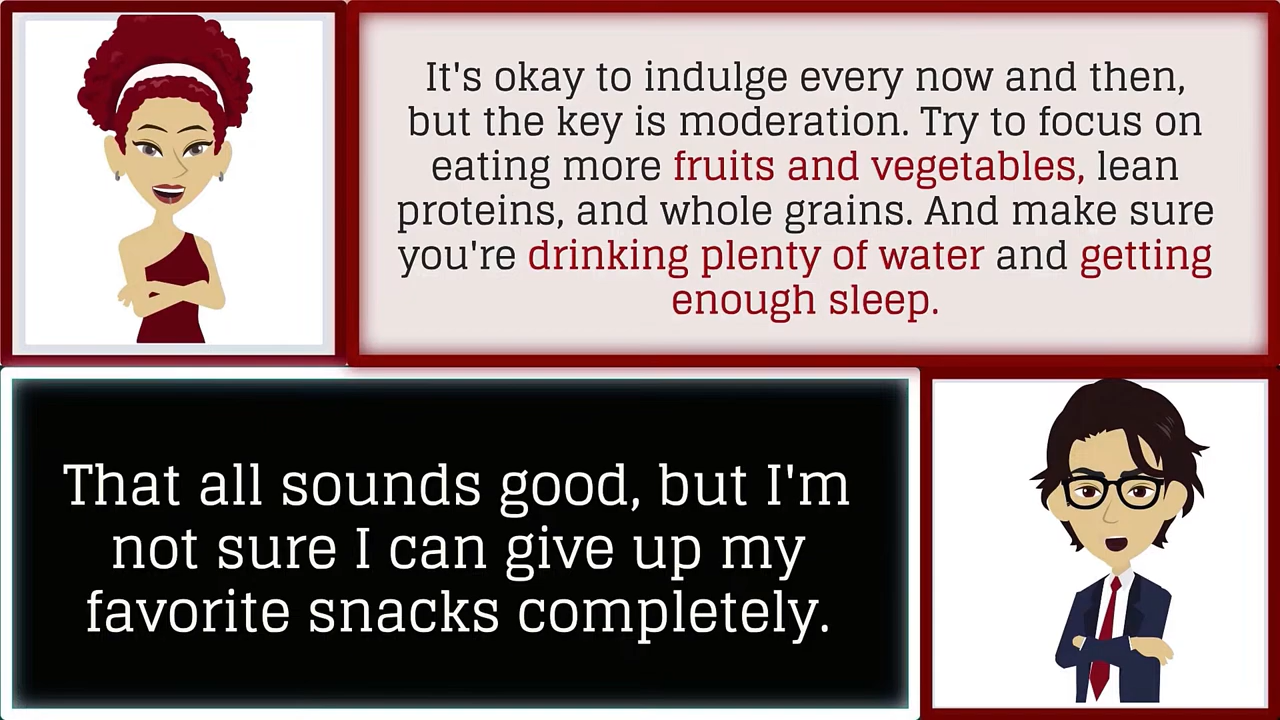 It's okay to indulge every now and then,
but the key is moderation. Try to focus on
eating more fruits and vegetables, lean
proteins, and whole grains. And make sure
you're drinking plenty of water and getting
enough sleep.
That all sounds good, but I'm
not sure I can give up my
favorite snacks completely.